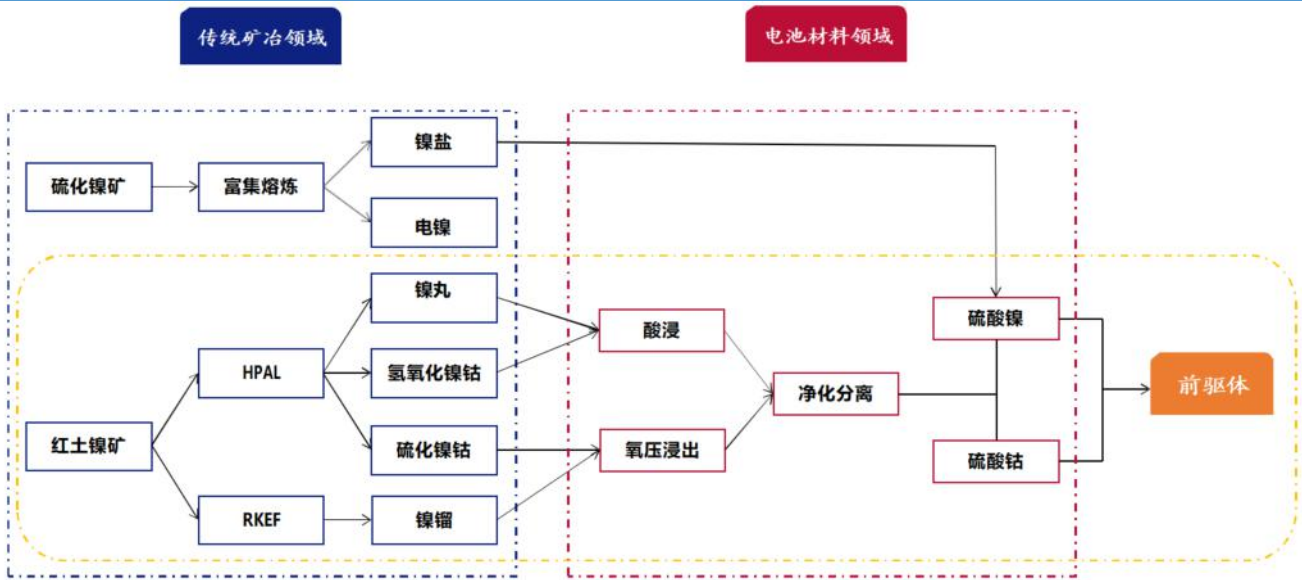 传统矿冶领域
电池材料领域
镍盐
硫化镍矿
富集熔炼
电镍
镍丸
硫酸镍
酸浸
HPAL
氢氧化镍钴
净化分离
前驱体
红土镍矿
硫化镍钴
氧压浸出
硫酸钴
RKEF
镍镏